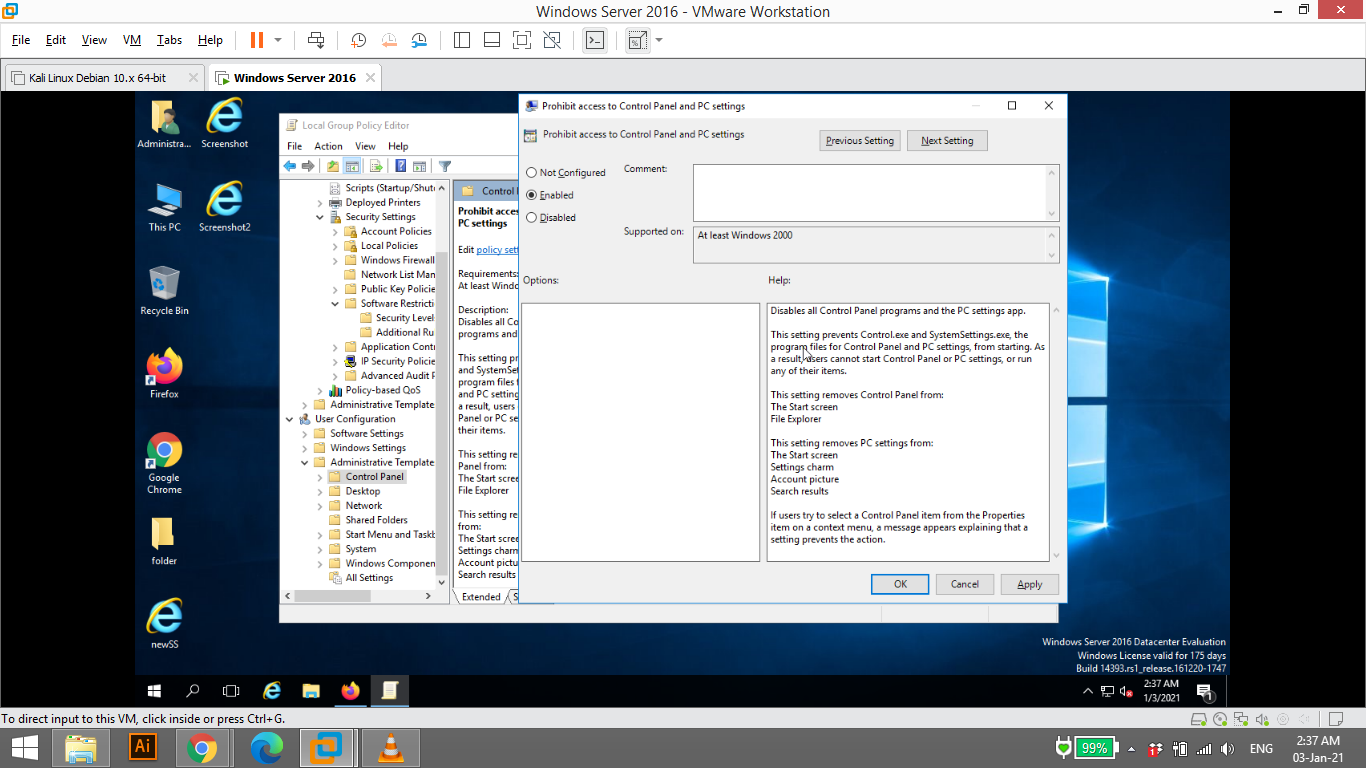 Windows Server 2016 - VMware Workstation
File Edit View VM Tabs Help
Kali Linux Debian 10.x 64-bit
Windows Server 2016
Administra...
Screenshot
This PC
Screenshot2
Recycle Bin
Firefox
Google
Chrome
folder
newSS
Local Group Policy Editor
File Action View Help
Scripts (Startup/Shutd
Deployed Printers
Security Settings
Account Policies
Local Policies
Windows Firewall
Network List Man
Public Key Policie
Software Restricti
Security Level
Additional Ru
Application Contr
IP Security Policie
Advanced Audit P
Policy-based QoS
Administrative Template
User Configuration
Software Settings
Windows Settings
Administrative Template
Control Panel
Desktop
Network
Shared Folders
Start Menu and Taskb
System
Windows Componen
All Settings
Control
Prohibit acces
PC settings
Edit policy sett
Requirements:
At least Windo
Description:
Disables all Co
programs and
This setting pr
and SystemSe
program files f
and PC setting
a result, users
Panel or PC se
their items.
This setting re
Panel from:
The Start scree
File Explorer
This setting re
from:
The Start scree
Settings charm
Account pictu
Search results
Extended
Prohibit access to Control Panel and PC settings
Prohibit access to Control Panel and PC settings
Previous Setting
Next Setting
Not Configured
Enabled
Disabled
Comment:
Supported on:
At least Windows 2000
Options:
Help:
Disables all Control Panel programs and the PC settings app.
This setting prevents Control.exe and SystemSettings.exe, the
program files for Control Panel and PC settings, from starting. As
a result, users cannot start Control Panel or PC settings, or run
any of their items.
This setting removes Control Panel from:
The Start screen
File Explorer
This setting removes PC settings from:
The Start screen
Settings charm
Account picture
Search results
If users try to select a Control Panel item from the Properties
item on a context menu, a message appears explaining that a
setting prevents the action.
OK
Cancel
Apply
Windows Server 2016 Datacenter Evaluation
Windows License valid for 175 days
Build 14393.rs1_release.161220-1747
2:37 AM
1/3/2021
1
To direct input to this VM, click inside or press Ctrl+G.
Ai
99%
ENG
2:37 AM
03-Jan-21